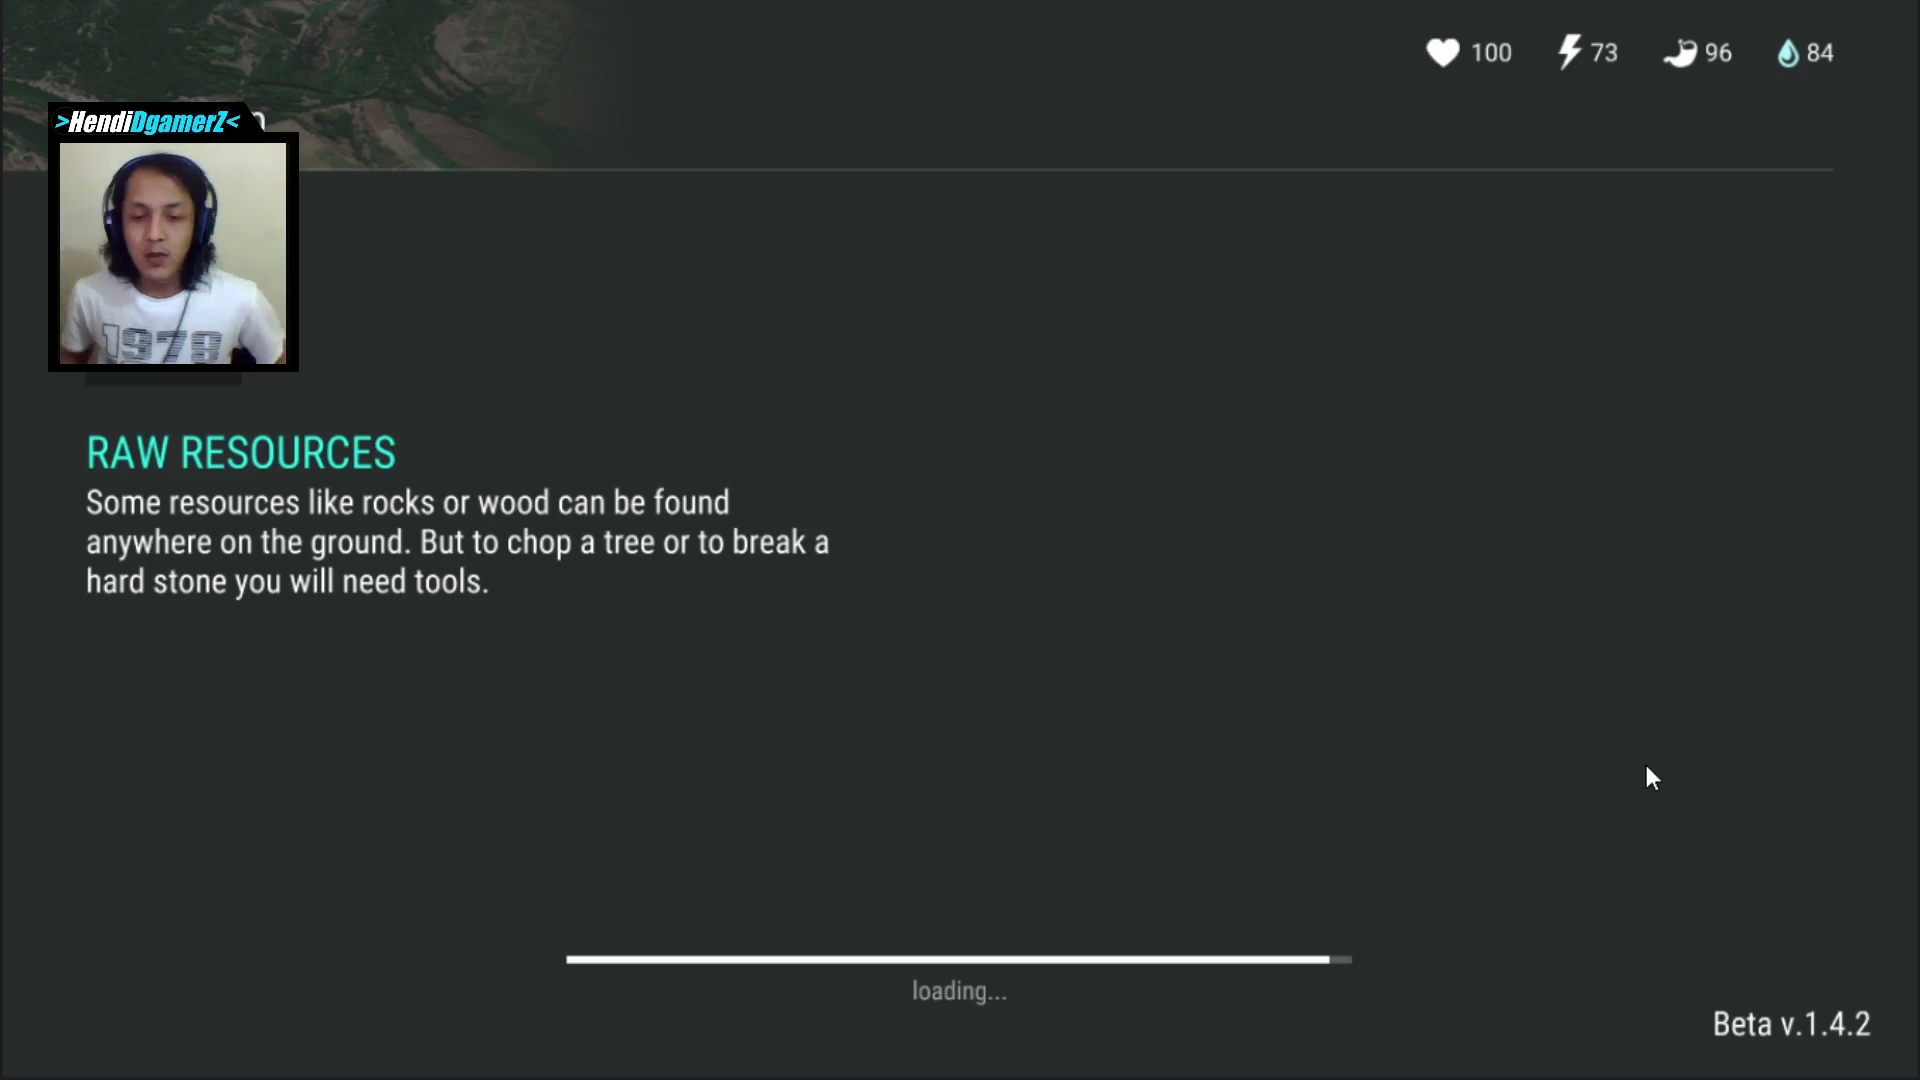 100 73 96 84
>HendiDgamerZ<
1978
RAW RESOURCES
Some resources like rocks or wood can be found
anywhere on the ground. But to chop a tree or to break a
hard stone you will need tools.
loading...
Beta v.1.4.2